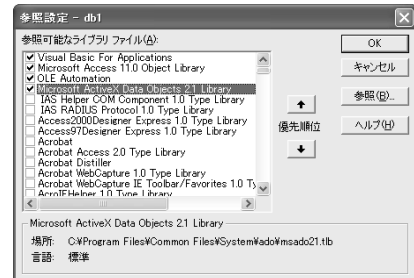 参照設定 - db1
参照可能なライブラリ ファイル(A):
Visual Basic For Applications
Microsoft Access 11.0 Object Library
OLE Automation
Microsoft ActiveX Data Objects 2.1 Library
IAS Helper COM Component 1.0 Type Library
IAS RADIUS Protocol 1.0 Type Library
Access2000Designer Express 1.0 Type Library
Access97Designer Express 1.0 Type Library
Acrobat
Acrobat Access 2.0 Type Library
Acrobat Distiller
Acrobat WebCapture 1.0 Type Library
Acrobat WebCapture IE Toolbar/Favorites 1.0 Ty
AcroIEHelper 1.0 Type Library
OK
キャンセル
参照(B)...
優先順位
ヘルプ(H)
Microsoft ActiveX Data Objects 2.1 Library
場所: C:¥Program Files¥Common Files¥System¥ado¥msado21.tlb
言語: 標準